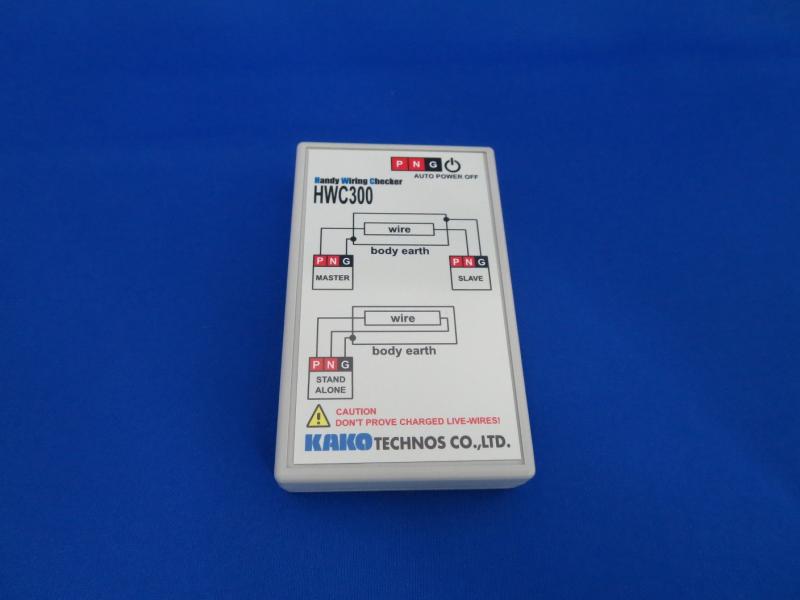 P N G
AUTO POWER OFF
Handy Wiring Checker
HWC300
wire
body earth
P N G
MASTER
P N G
SLAVE
wire
body earth
P N G
STAND
ALONE
CAUTION
DON'T PROVE CHARGED LIVE-WIRES!
KAKO TECHNOS CO.,LTD.